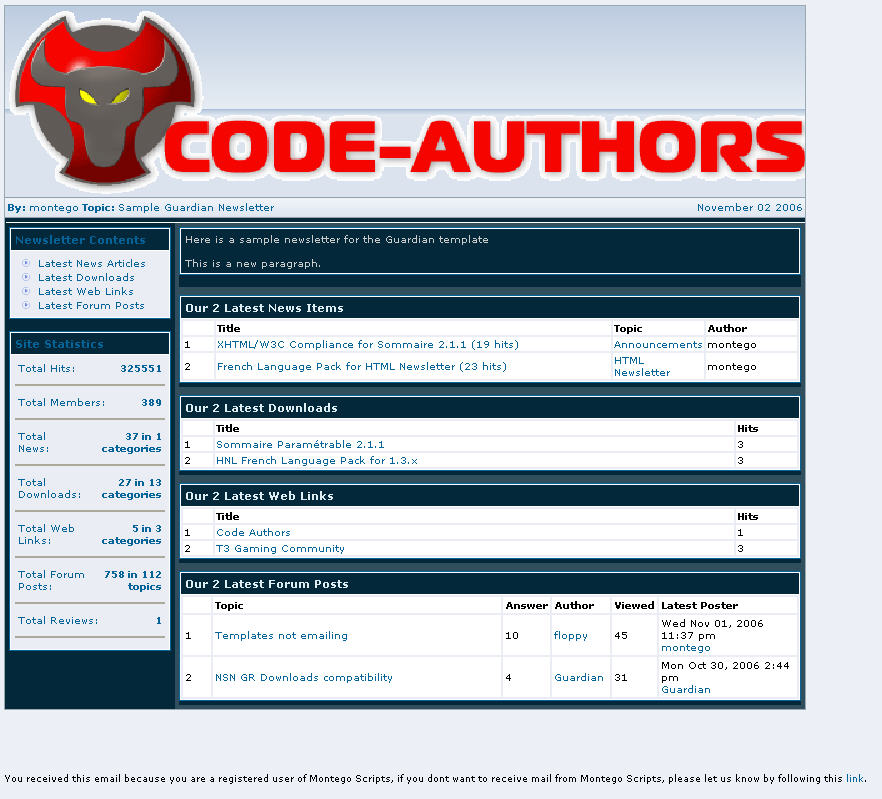 CODE-AUTHORS
By: montego Topic: Sample Guardian Newsletter November 02 2006
Newsletter Contents
Latest News Articles
Latest Downloads
Latest Web Links
Latest Forum Posts
Site Statistics
Total Hits: 325551
Total Members: 389
Total 37 in 1
News: categories
Total 27 in 13
Downloads: categories
Total Web 5 in 3
Links: categories
Total Forum 758 in 112
Posts: topics
Total Reviews: 1
Here is a sample newsletter for the Guardian template
This is a new paragraph.
Our 2 Latest News Items
Title Topic Author
1 XHTML/W3C Compliance for Sommaire 2.1.1 (19 hits) Announcements montego
2 French Language Pack for HTML Newsletter (23 hits) HTML montego
Newsletter
Our 2 Latest Downloads
Title Hits
1 Sommaire Paramétrable 2.1.1 3
2 HNL French Language Pack for 1.3.x 3
Our 2 Latest Web Links
Title Hits
1 Code Authors 1
2 T3 Gaming Community 3
Our 2 Latest Forum Posts
Topic Answer Author Viewed Latest Poster
1 Templates not emailing 10 floppy 45 Wed Nov 01, 2006
11:37 pm
montego
2 NSN GR Downloads compatibility 4 Guardian 31 Mon Oct 30, 2006 2:44
pm
Guardian
You received this email because you are a registered user of Montego Scripts, if you dont want to receive mail from Montego Scripts, please let us know by following this link.